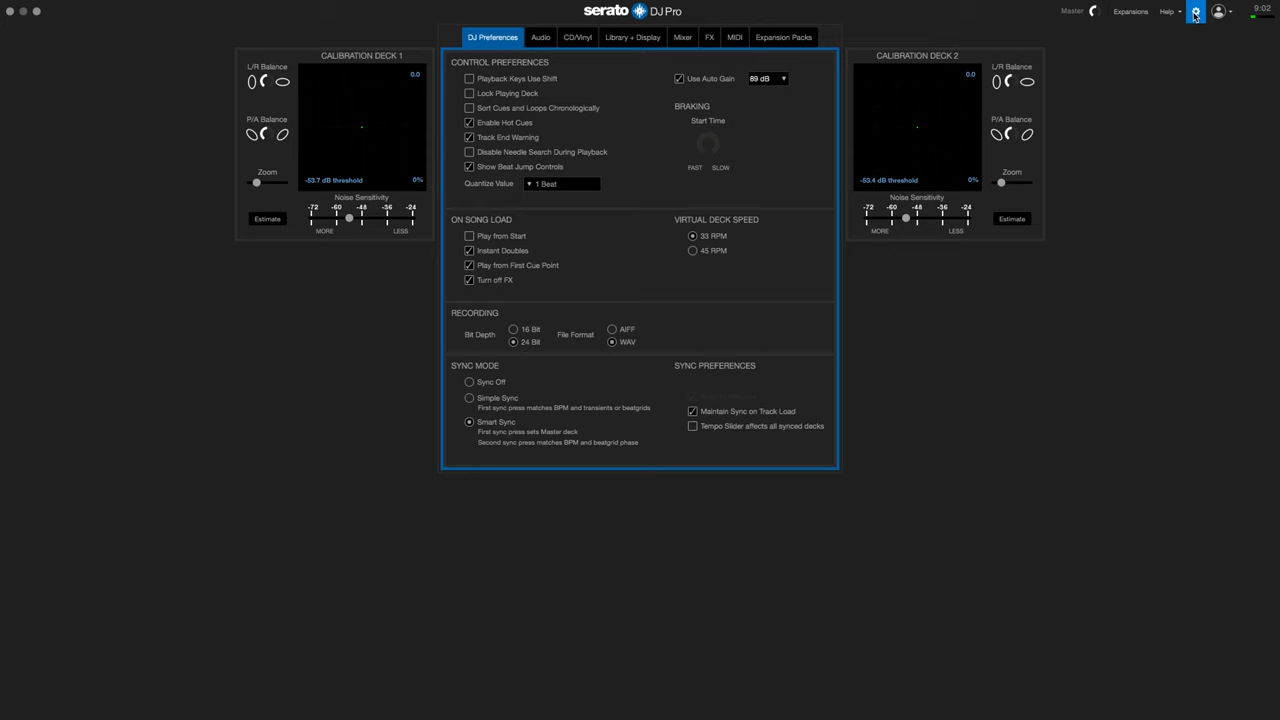 serato DJ Pro
Master Expansions Help 9:02
DJ Preferences Audio CD/Vinyl Library + Display Mixer FX MIDI Expansion Packs
CALIBRATION DECK 1
L/R Balance
0.0
P/A Balance
Zoom
-53.7 dB threshold 0%
Noise Sensitivity
-72 -60 -48 -36 -24
MORE LESS
Estimate
CONTROL PREFERENCES
Playback Keys Use Shift
Lock Playing Deck
Sort Cues and Loops Chronologically
Enable Hot Cues
Track End Warning
Disable Needle Search During Playback
Show Beat Jump Controls
Quantize Value 1 Beat
Use Auto Gain 89 dB
BRAKING
Start Time
FAST SLOW
ON SONG LOAD
Play from Start
Instant Doubles
Play from First Cue Point
Turn off FX
VIRTUAL DECK SPEED
33 RPM
45 RPM
RECORDING
Bit Depth
16 Bit
24 Bit
File Format
AIFF
WAV
SYNC MODE
Sync Off
Simple Sync
First sync press matches BPM and transients or beatgrids
Smart Sync
First sync press sets Master deck
Second sync press matches BPM and beatgrid phase
SYNC PREFERENCES
Maintain Sync on Track Load
Tempo Slider affects all synced decks
CALIBRATION DECK 2
L/R Balance
0.0
P/A Balance
Zoom
-53.4 dB threshold 0%
Noise Sensitivity
-72 -60 -48 -36 -24
MORE LESS
Estimate